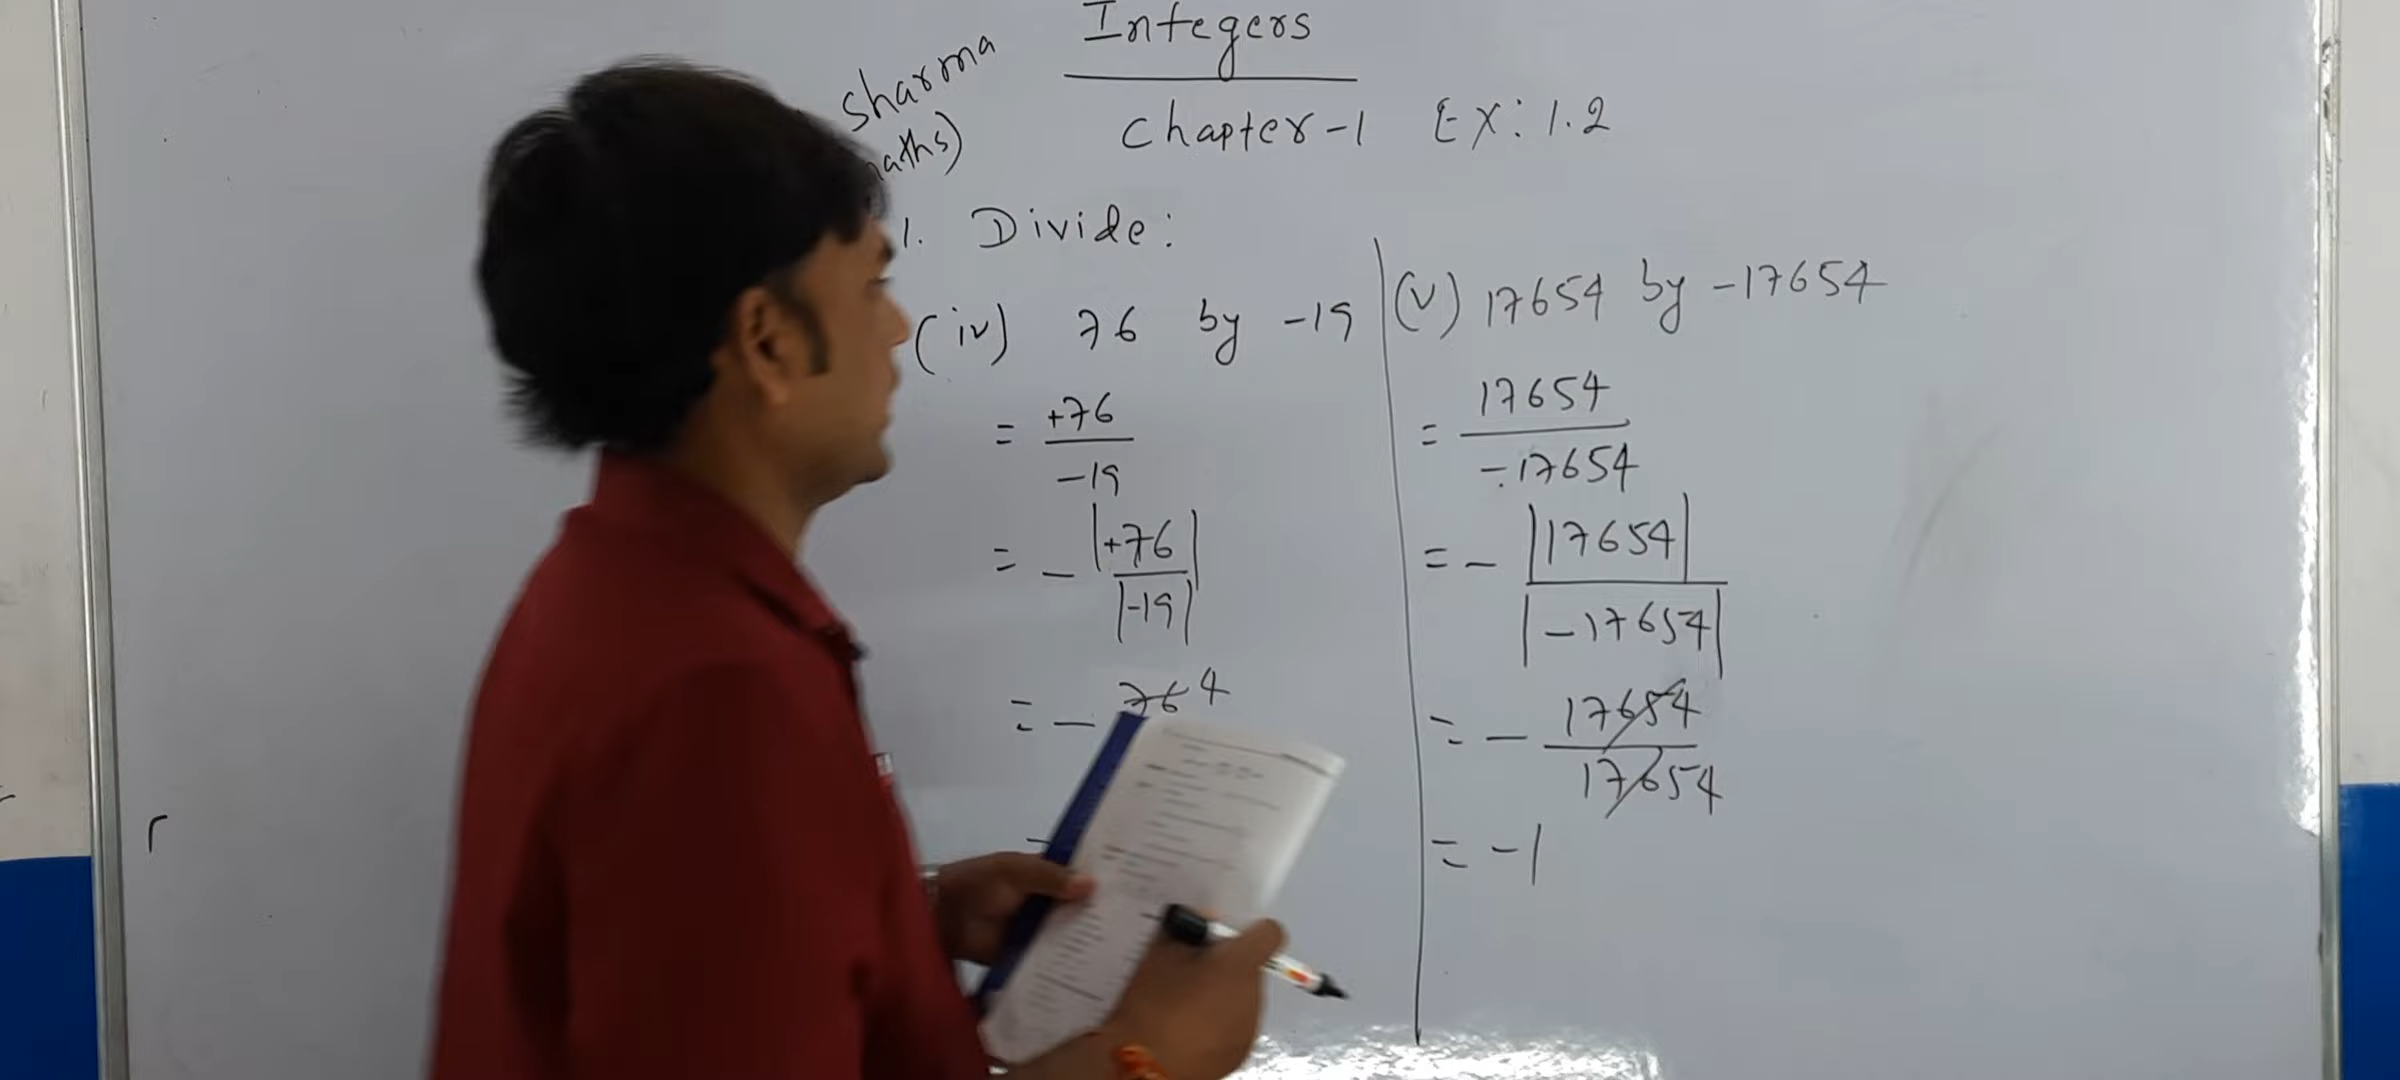 Integers
Sharma
Chapter-1 EX: 1.2
1. Divide:
(iv) 76 by -19
= +76
-19
= - |+76|
|-19|
= - 76 4
=
(v) 17654 by -17654
= 17654
-17654
= - |17654|
|-17654|
= - 17654
17654
= -1